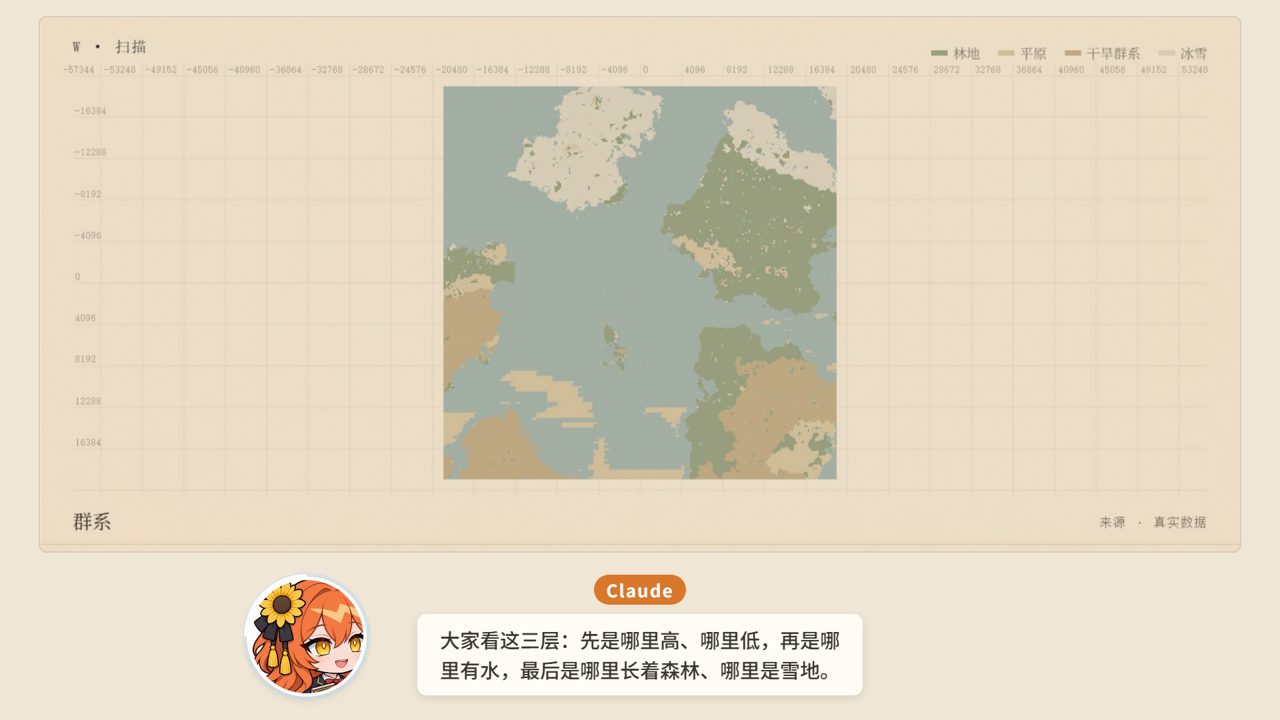 W • 扫描
林地 平原 干旱群系 冰雪
-57344 -53248 -49152 -45056 -40960 -36864 -32768 -28672 -24576 -20480 -16384 -12288 -8192 -4096 0 4096 8192 12288 16384 20480 24576 28672 32768 36864 40960 45056 49152 53248
-16384
-12288
-8192
-4096
0
4096
8192
12288
16384
群系
来源 · 真实数据
Claude
大家看这三层：先是哪里高、哪里低，再是哪
里有水，最后是哪里长着森林、哪里是雪地。